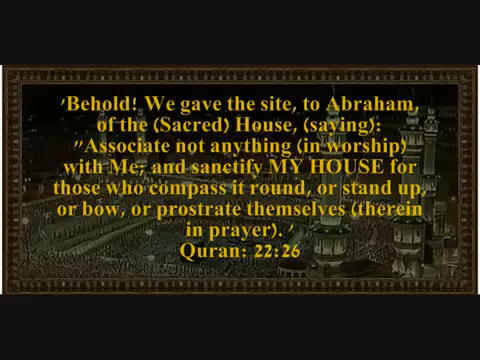 'Behold! We gave the site, to Abraham,
of the (Sacred) House, (saying):
"Associate not anything (in worship)
with Me; and sanctify MY HOUSE for
those who compass it round, or stand up,
or bow, or prostrate themselves (therein
in prayer). '
Quran: 22:26